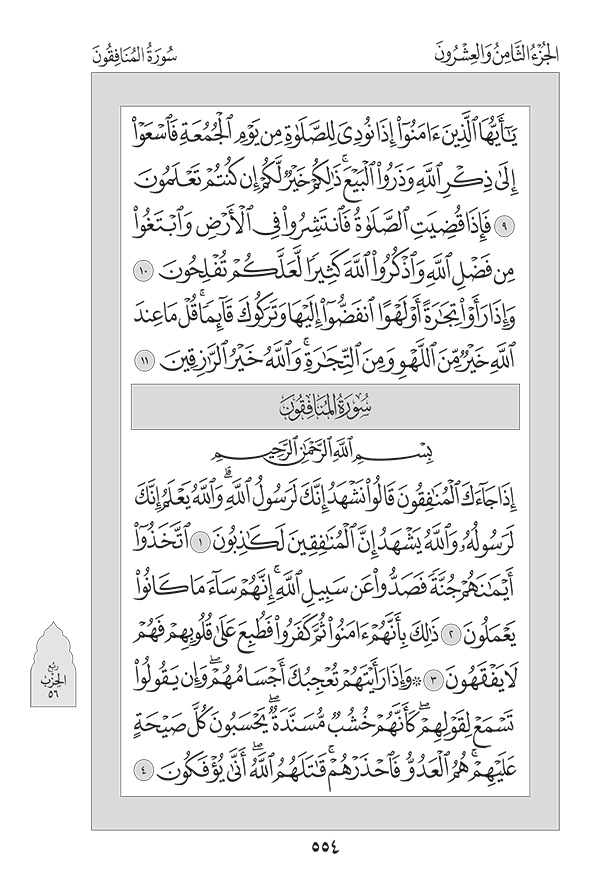 الجُزْءُ الثَّامِنُ وَالعِشْرُونَ
سُورَةُ المُنَافِقُونَ
يَٰٓأَيُّهَا ٱلَّذِينَ ءَامَنُوٓا۟ إِذَا نُودِىَ لِلصَّلَوٰةِ مِن يَوْمِ ٱلْجُمُعَةِ فَٱسْعَوْا۟
إِلَىٰ ذِكْرِ ٱللَّهِ وَذَرُوا۟ ٱلْبَيْعَ ۚ ذَٰلِكُمْ خَيْرٌ لَّكُمْ إِن كُنتُمْ تَعْلَمُونَ
٩ فَإِذَا قُضِيَتِ ٱلصَّلَوٰةُ فَٱنتَشِرُوا۟ فِى ٱلْأَرْضِ وَٱبْتَغُوا۟
مِن فَضْلِ ٱللَّهِ وَٱذْكُرُوا۟ ٱللَّهَ كَثِيرًا لَّعَلَّكُمْ تُفْلِحُونَ ١٠
وَإِذَا رَأَوْا۟ تِجَٰرَةً أَوْ لَهْوًا ٱنفَضُّوٓا۟ إِلَيْهَا وَتَرَكُوكَ قَآئِمًا ۚ قُلْ مَا عِندَ
ٱللَّهِ خَيْرٌ مِّنَ ٱللَّهْوِ وَمِنَ ٱلتِّجَٰرَةِ ۚ وَٱللَّهُ خَيْرُ ٱلرَّٰزِقِينَ ١١
سُورَةُ المُنَافِقُونَ
بِسْمِ ٱللَّهِ ٱلرَّحْمَٰنِ ٱلرَّحِيمِ
إِذَا جَآءَكَ ٱلْمُنَٰفِقُونَ قَالُوا۟ نَشْهَدُ إِنَّكَ لَرَسُولُ ٱللَّهِ ۗ وَٱللَّهُ يَعْلَمُ إِنَّكَ
لَرَسُولُهُۥ وَٱللَّهُ يَشْهَدُ إِنَّ ٱلْمُنَٰفِقِينَ لَكَٰذِبُونَ ١ ٱتَّخَذُوٓا۟
أَيْمَٰنَهُمْ جُنَّةً فَصَدُّوا۟ عَن سَبِيلِ ٱللَّهِ ۚ إِنَّهُمْ سَآءَ مَا كَانُوا۟
يَعْمَلُونَ ٢ ذَٰلِكَ بِأَنَّهُمْ ءَامَنُوا۟ ثُمَّ كَفَرُوا۟ فَطُبِعَ عَلَىٰ قُلُوبِهِمْ فَهُمْ
لَا يَفْقَهُونَ ٣ ۞ وَإِذَا رَأَيْتَهُمْ تُعْجِبُكَ أَجْسَامُهُمْ ۖ وَإِن يَقُولُوا۟
تَسْمَعْ لِقَوْلِهِمْ ۖ كَأَنَّهُمْ خُشُبٌ مُّسَنَّدَةٌ ۖ يَحْسَبُونَ كُلَّ صَيْحَةٍ
عَلَيْهِمْ ۚ هُمُ ٱلْعَدُوُّ فَٱحْذَرْهُمْ ۚ قَٰتَلَهُمُ ٱللَّهُ ۖ أَنَّىٰ يُؤْفَكُونَ ٤
رُبْع
الحِزْبِ
٥٦
٥٥٤